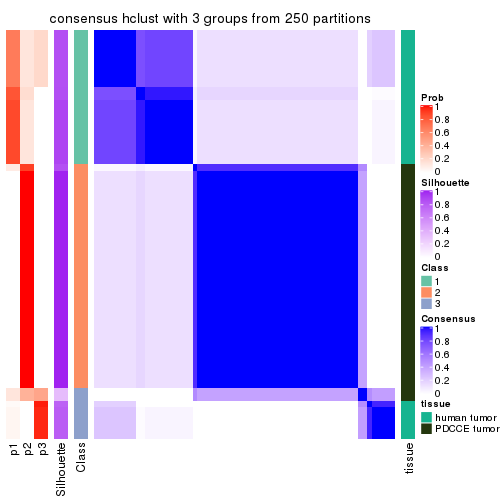 consensus hclust with 3 groups from 250 partitions
Prob
1
0.8
0.6
0.4
0.2
0
Silhouette
1
0.8
0.6
0.4
0.2
0
Class
1
2
3
Consensus
1
0.8
0.6
0.4
0.2
0
tissue
human tumor
PDCCE tumor
p1
p2
p3
Silhouette
Class
tissue